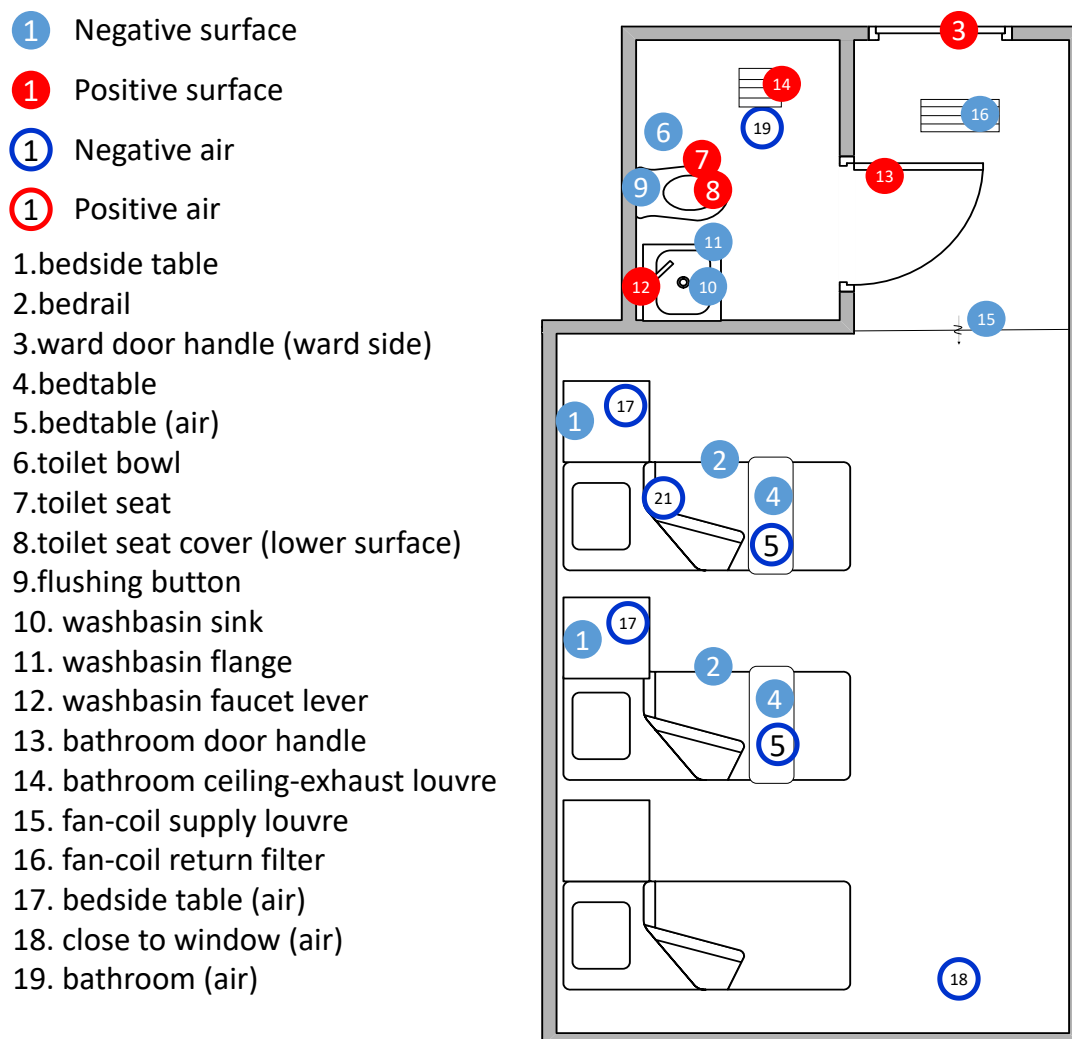 1 Negative surface
1 Positive surface
1 Negative air
1 Positive air
1.bedside table
2.bedrail
3.ward door handle (ward side)
4.bedtable
5.bedtable (air)
6.toilet bowl
7.toilet seat
8.toilet seat cover (lower surface)
9.flushing button
10. washbasin sink
11. washbasin flange
12. washbasin faucet lever
13. bathroom door handle
14. bathroom ceiling-exhaust louvre
15. fan-coil supply louvre
16. fan-coil return filter
17. bedside table (air)
18. close to window (air)
19. bathroom (air)
3
14
16
19
6
7
13
9
8
11
12
10
15
17
1
2
21
4
5
17
1
2
4
5
18